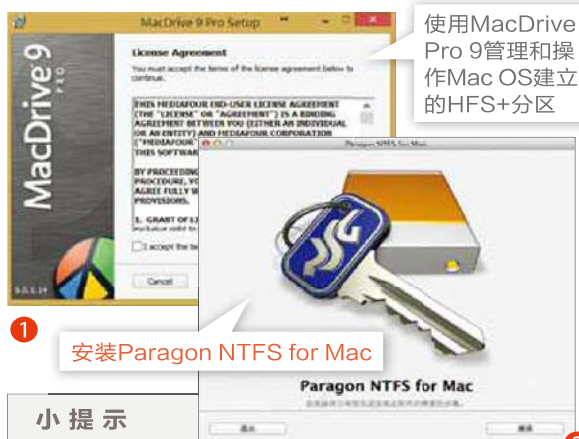 MacDrive 9 Pro Setup
使用MacDrive
Pro 9管理和操
作Mac OS建立
的HFS+分区
MacDrive 9
PRO
License Agreement
You must accept the terms of the license agreement below to
continue.
THIS MEDIAFOUR END-USER LICENSE AGREEMENT
(THE "LICENSE" OR "AGREEMENT") IS A BINDING
AGREEMENT BETWEEN YOU (EITHER AN INDIVIDUAL
OR AN ENTITY) AND MEDIAFOUR CORPORATION
("MEDIAFOUR"
THIS SOFTWAR
BY PROCEEDING
PROCEDURE, YO
AGREE FULLY W
PROVISIONS.
1. GRANT OF LI
exclusive right to
I accept the te
Cancel
Paragon NTFS for Mac
1
安装Paragon NTFS for Mac
Paragon NTFS for Mac
小提示